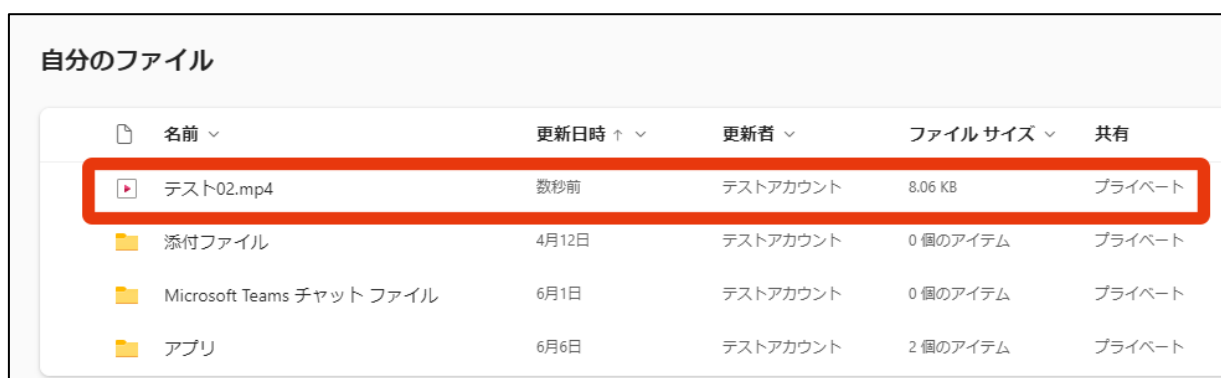 自分のファイル
名前 更新日時 ↑ 更新者 ファイル サイズ 共有
テスト02.mp4 数秒前 テストアカウント 8.06 KB プライベート
添付ファイル 4月12日 テストアカウント 0 個のアイテム プライベート
Microsoft Teams チャット ファイル 6月1日 テストアカウント 0 個のアイテム プライベート
アプリ 6月6日 テストアカウント 2 個のアイテム プライベート